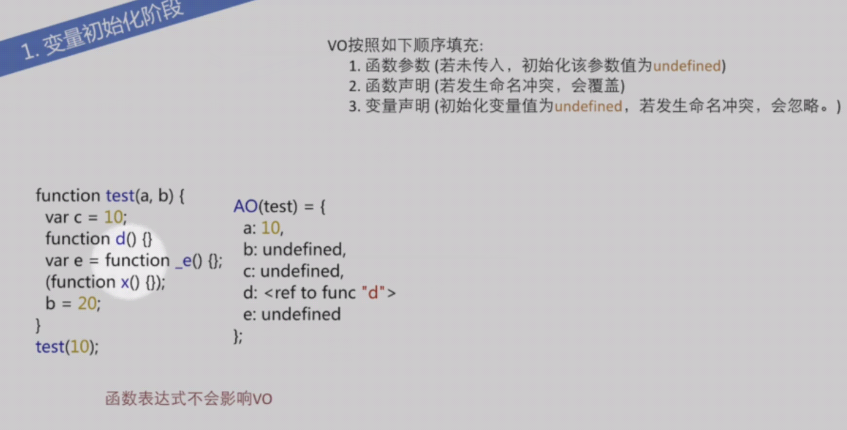 1. 变量初始化阶段
VO按照如下顺序填充:
1. 函数参数 (若未传入，初始化该参数值为undefined)
2. 函数声明 (若发生命名冲突，会覆盖)
3. 变量声明 (初始化变量值为undefined，若发生命名冲突，会忽略。)
function test(a, b) {
var c = 10;
function d() {}
var e = function _e() {};
(function x() {});
b = 20;
}
test(10);
AO(test) = {
a: 10,
b: undefined,
c: undefined,
d: <ref to func "d">
e: undefined
};
函数表达式不会影响VO